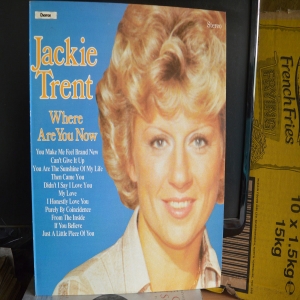 Jackie
Trent
Where
Are You Now
You Make Me Feel Brand New
Can't Give It Up
You Are The Sunshine Of My Life
Then Came You
Didn't I Say I Love You
My Love
I Honestly Love You
Purely By Coincidence
From The Inside
If You Believe
Just A Little Piece Of You
French Fries
10 x 1.5kg e
15kg